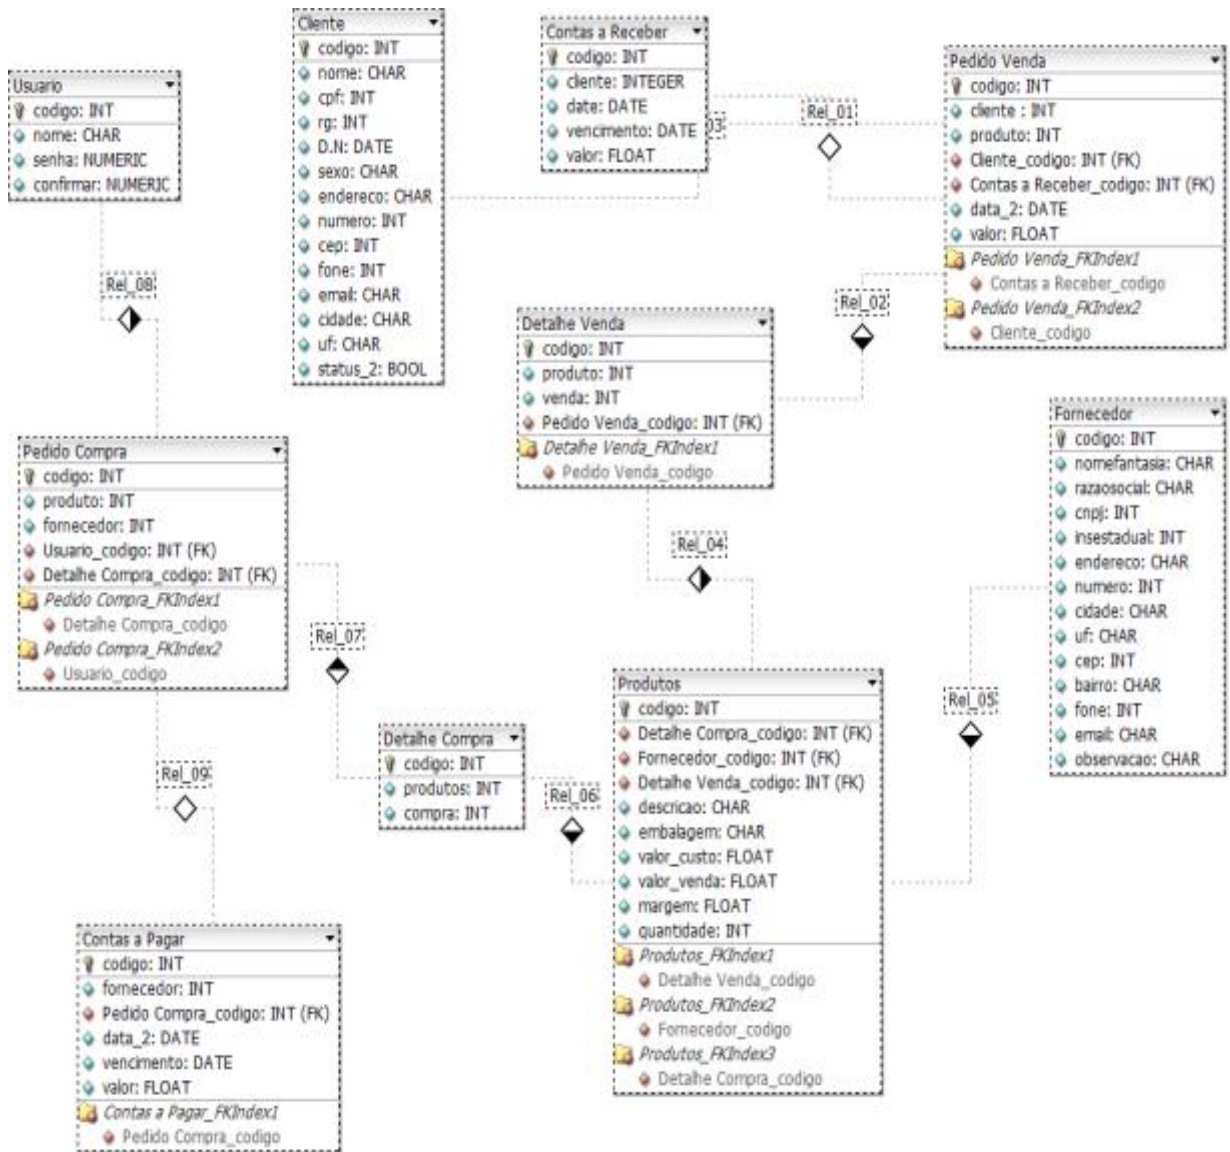 Usuario
codigo: INT
nome: CHAR
senha: NUMERIC
confirmar: NUMERIC
Rel_08
Cliente
codigo: INT
nome: CHAR
cpf: INT
rg: INT
D.N: DATE
sexo: CHAR
endereco: CHAR
numero: INT
cep: INT
fone: INT
email: CHAR
cidade: CHAR
uf: CHAR
status_2: BOOL
Contas a Receber
codigo: INT
cliente: INTEGER
date: DATE
vencimento: DATE
valor: FLOAT
03
Rel_01
Pedido Venda
codigo: INT
cliente : INT
produto: INT
Cliente_codigo: INT (FK)
Contas a Receber_codigo: INT (FK)
data_2: DATE
valor: FLOAT
Pedido Venda_FKIndex1
Contas a Receber_codigo
Pedido Venda_FKIndex2
Cliente_codigo
Rel_02
Detalhe Venda
codigo: INT
produto: INT
venda: INT
Pedido Venda_codigo: INT (FK)
Detalhe Venda_FKIndex1
Pedido Venda_codigo
Rel_04
Fornecedor
codigo: INT
nomefantasia: CHAR
razaosocial: CHAR
cnpj: INT
insestadual: INT
endereco: CHAR
numero: INT
cidade: CHAR
uf: CHAR
cep: INT
bairro: CHAR
fone: INT
email: CHAR
observacao: CHAR
Rel_05
Pedido Compra
codigo: INT
produto: INT
fornecedor: INT
Usuario_codigo: INT (FK)
Detalhe Compra_codigo: INT (FK)
Pedido Compra_FKIndex1
Detalhe Compra_codigo
Pedido Compra_FKIndex2
Usuario_codigo
Rel_07
Detalhe Compra
codigo: INT
produtos: INT
compra: INT
Rel_06
Produtos
codigo: INT
Detalhe Compra_codigo: INT (FK)
Fornecedor_codigo: INT (FK)
Detalhe Venda_codigo: INT (FK)
descricao: CHAR
embalagem: CHAR
valor_custo: FLOAT
valor_venda: FLOAT
margem: FLOAT
quantidade: INT
Produtos_FKIndex1
Detalhe Venda_codigo
Produtos_FKIndex2
Fornecedor_codigo
Produtos_FKIndex3
Detalhe Compra_codigo
Rel_09
Contas a Pagar
codigo: INT
fornecedor: INT
Pedido Compra_codigo: INT (FK)
data_2: DATE
vencimento: DATE
valor: FLOAT
Contas a Pagar_FKIndex1
Pedido Compra_codigo